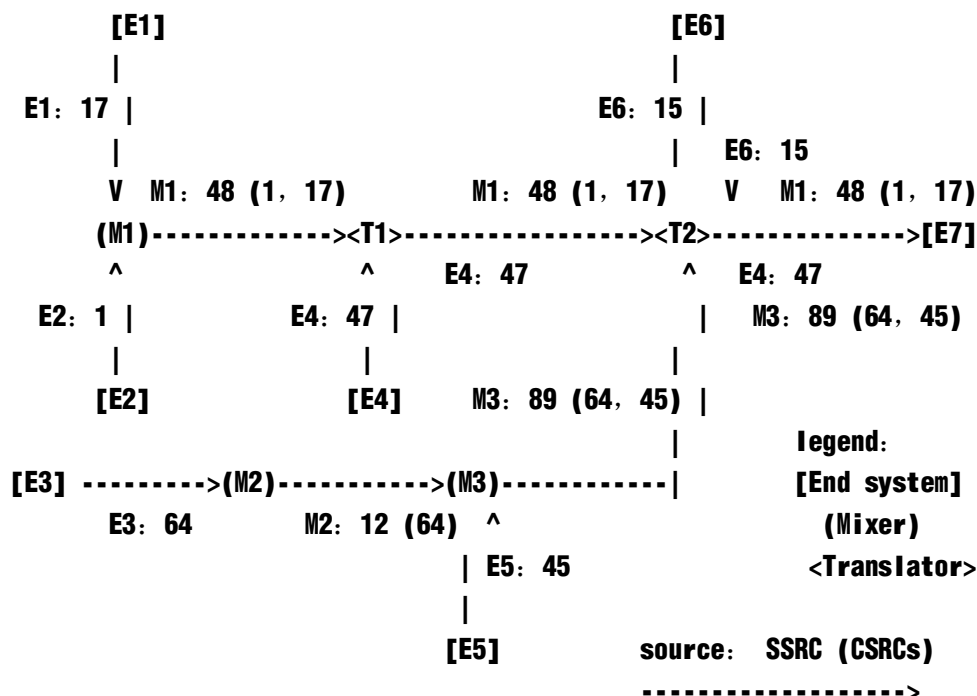 [E1] [E6]
| |
E1：17 | E6：15 |
| | E6：15
V M1：48 (1，17) M1：48 (1，17) V M1：48 (1，17)
(M1)-------------><T1>-----------------><T2>-------------->[E7]
^ ^ E4：47 ^ E4：47
E2：1 | E4：47 | | M3：89 (64，45)
| | |
[E2] [E4] M3：89 (64，45) |
| legend：
[E3] --------->(M2)----------->(M3)------------| [End system]
E3：64 M2：12 (64) ^ (Mixer)
| E5：45 <Translator>
|
[E5] source： SSRC (CSRCs)
------------------->